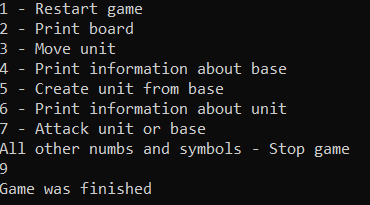 1 - Restart game
2 - Print board
3 - Move unit
4 - Print information about base
5 - Create unit from base
6 - Print information about unit
7 - Attack unit or base
All other numbs and symbols - Stop game
9
Game was finished